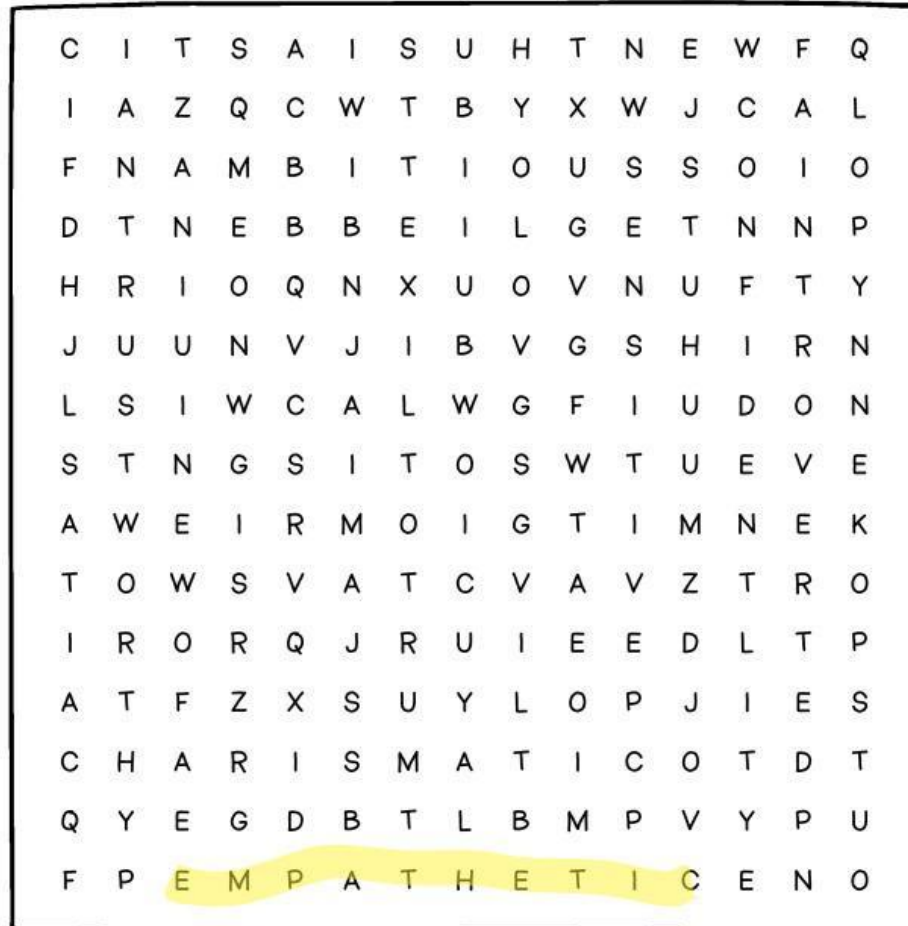 C I T S A I S U H T N E W F Q
I A Z Q C W T B Y X W J C A L
F N A M B I T I O U S S O I O
D T N E B B E I L G E T N N P
H R I O Q N X U O V N U F T Y
J U U N V J I B V G S H I R N
L S I W C A L W G F I U D O N
S T N G S I T O S W T U E V E
A W E I R M O I G T I M N E K
T O W S V A T C V A V Z T R O
I R O R Q J R U I E E D L T P
A T F Z X S U Y L O P J I E S
C H A R I S M A T I C O T D T
Q Y E G D B T L B M P V Y P U
F P E M P A T H E T I C E N O